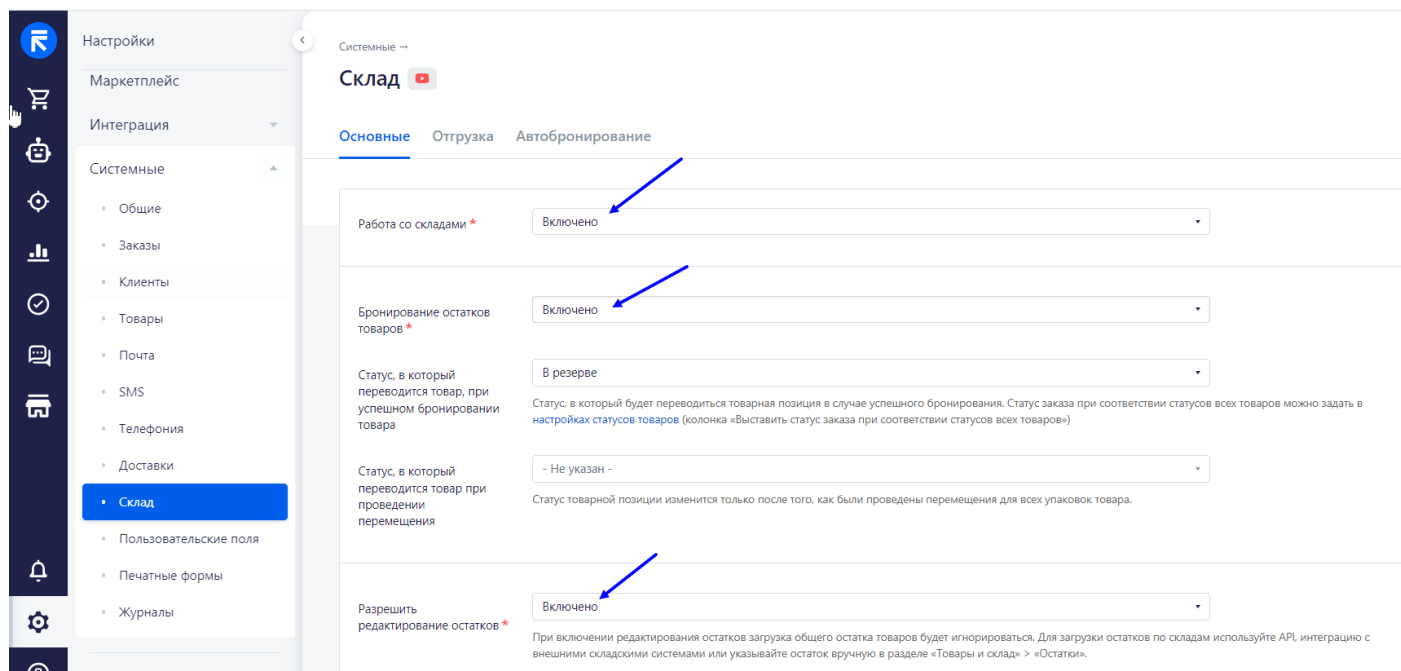 Настройки
Маркетплейс
Интеграция
Системные
Общие
Заказы
Клиенты
Товары
Почта
SMS
Телефония
Доставки
Склад
Пользовательские поля
Печатные формы
Журналы
Системные →
Склад
Основные Отгрузка Автобронирование
Работа со складами *
Включено
Бронирование остатков
товаров *
Включено
Статус, в который
переводится товар, при
успешном бронировании
товара
В резерве
Статус, в который будет переводиться товарная позиция в случае успешного бронирования. Статус заказа при соответствии статусов всех товаров можно задать в
настройках статусов товаров (колонка «Выставить статус заказа при соответствии статусов всех товаров»)
Статус, в который
переводится товар при
проведении
перемещения
- Не указан -
Статус товарной позиции изменится только после того, как были проведены перемещения для всех упаковок товара.
Разрешить
редактирование остатков *
Включено
При включении редактирования остатков загрузка общего остатка товаров будет игнорироваться. Для загрузки остатков по складам используйте API, интеграцию с
внешними складскими системами или указывайте остаток вручную в разделе «Товары и склад» > «Остатки».